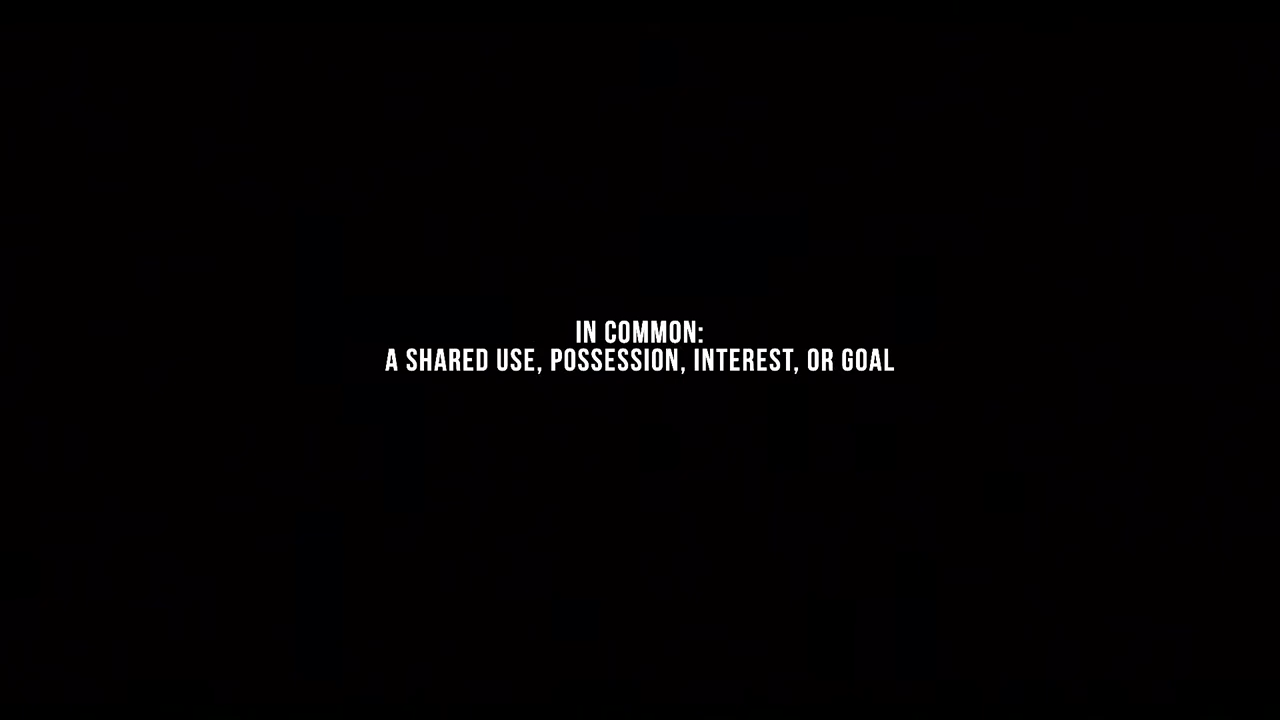 IN COMMON:
A SHARED USE, POSSESSION, INTEREST, OR GOAL